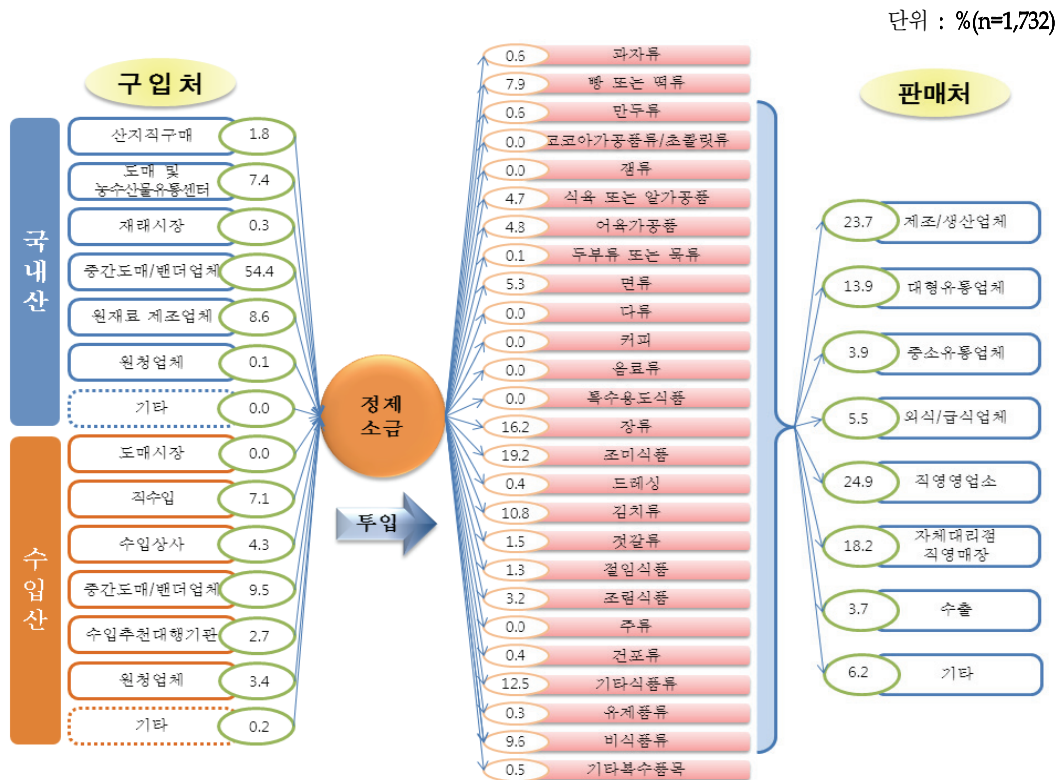 단위 : %(n=1,732)
구 입 처
국내산
산지직구매 1.8
도매 및
농수산물유통센터 7.4
재래시장 0.3
중간도매/밴더업체 54.4
원재료 제조업체 8.6
원청업체 0.1
기타 0.0
수입산
도매시장 0.0
직수입 7.1
수입상사 4.3
중간도매/밴더업체 9.5
수입추천대행기관 2.7
원청업체 3.4
기타 0.2
정제
소금
투입
0.6 과자류
7.9 빵 또는 떡류
0.6 만두류
0.0 코코아가공품류/초콜릿류
0.0 잼류
4.7 식육 또는 알가공품
4.8 어육가공품
0.1 두부류 또는 묵류
5.3 면류
0.0 다류
0.0 커피
0.0 음료류
0.0 특수용도식품
16.2 장류
19.2 조미식품
0.4 드레싱
10.8 김치류
1.5 젓갈류
1.3 절임식품
3.2 조림식품
0.0 주류
0.4 건포류
12.5 기타식품류
0.3 유제품류
9.6 비식품류
0.5 기타복수품목
판매처
23.7 제조/생산업체
13.9 대형유통업체
3.9 중소유통업체
5.5 외식/급식업체
24.9 직영영업소
18.2 자체대리점
직영매장
3.7 수출
6.2 기타